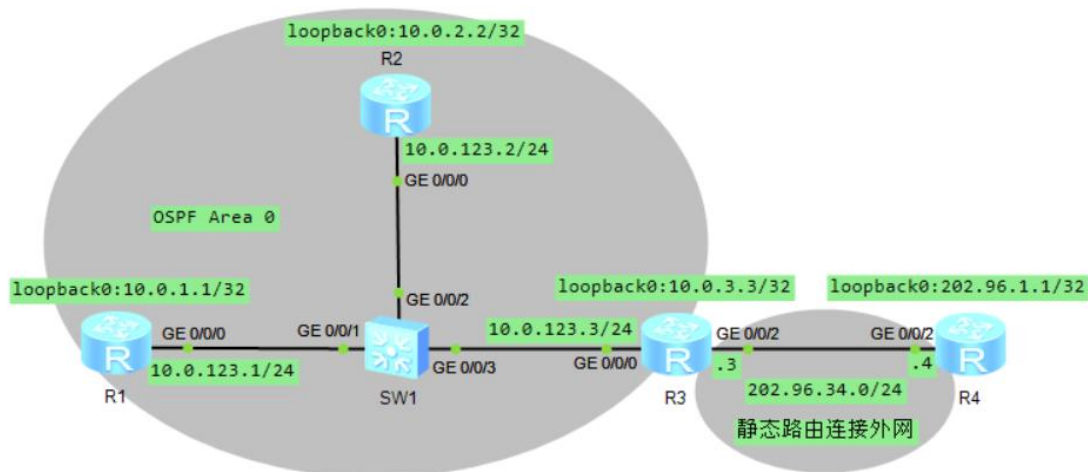 loopback0:10.0.2.2/32
R2
R
10.0.123.2/24
GE 0/0/0
OSPF Area 0
loopback0:10.0.1.1/32
loopback0:10.0.3.3/32
loopback0:202.96.1.1/32
GE 0/0/2
GE 0/0/0
GE 0/0/1
10.0.123.3/24
GE 0/0/2
GE 0/0/2
R
R
R
10.0.123.1/24
GE 0/0/3
GE 0/0/0
.3
.4
R1
SW1
R3
202.96.34.0/24
R4
静态路由连接外网